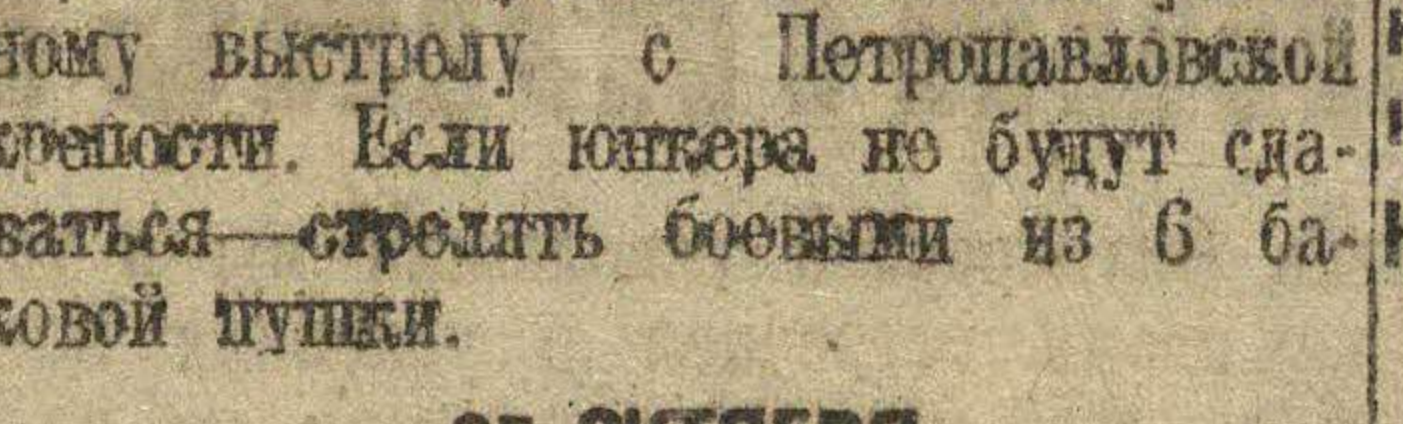 ному выстрелу с Петропавловской
крепости. Если юнкера не будут сда-
ваться—стрелять боевыми из 6 ба-
ковой пушки.